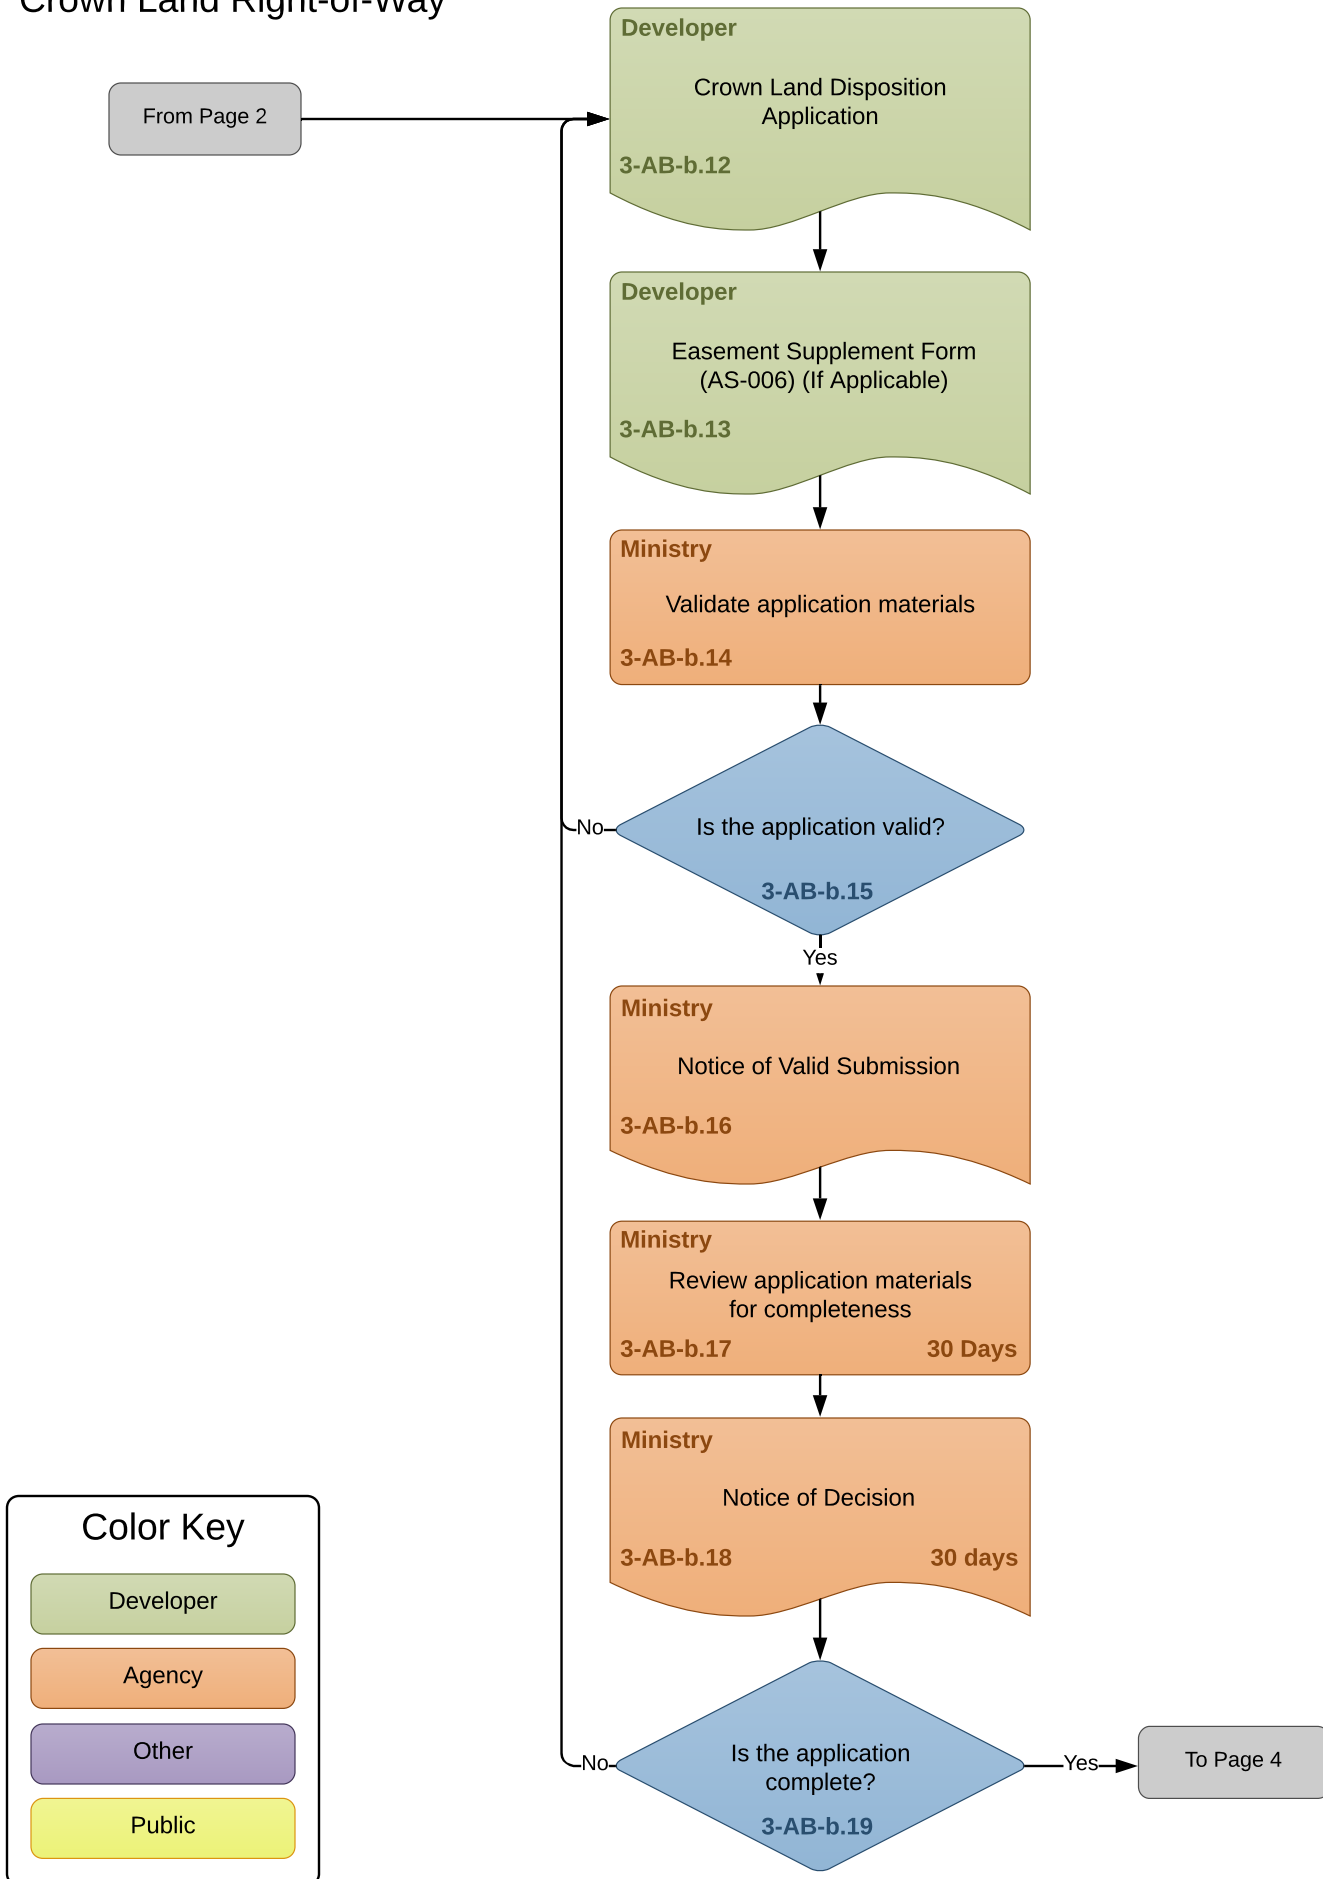 Crown Land Right-of-Way
From Page 2
Developer
Crown Land Disposition
Application
3-AB-b.12
Developer
Easement Supplement Form
(AS-006) (If Applicable)
3-AB-b.13
Ministry
Validate application materials
3-AB-b.14
Is the application valid?
3-AB-b.15
No
Yes
Ministry
Notice of Valid Submission
3-AB-b.16
Ministry
Review application materials
for completeness
3-AB-b.17
30 Days
Ministry
Notice of Decision
3-AB-b.18
30 days
Is the application
complete?
3-AB-b.19
No
Yes
To Page 4
Color Key
Developer
Agency
Other
Public